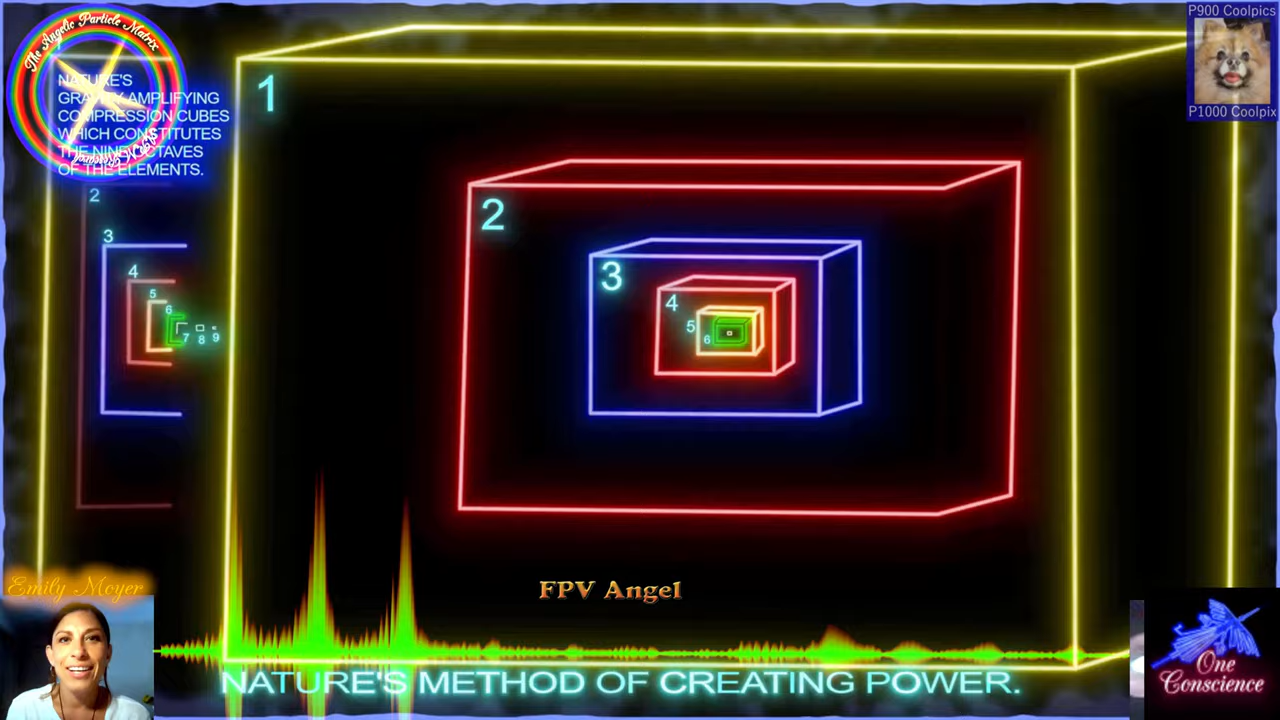 The Angelic Particle Matrix
NATURE'S
GRAVITY AMPLIFYING
COMPRESSION CUBES
WHICH CONSTITUTES
THE NINE OCTAVES
OF THE ELEMENTS.
P900 Coolpics
P1000 Coolpix
1
2
3
4
5
6
2
3
4
5
6
7
8
9
FPV Angel
Emily Moyer
NATURE'S METHOD OF CREATING POWER.
One
Conscience